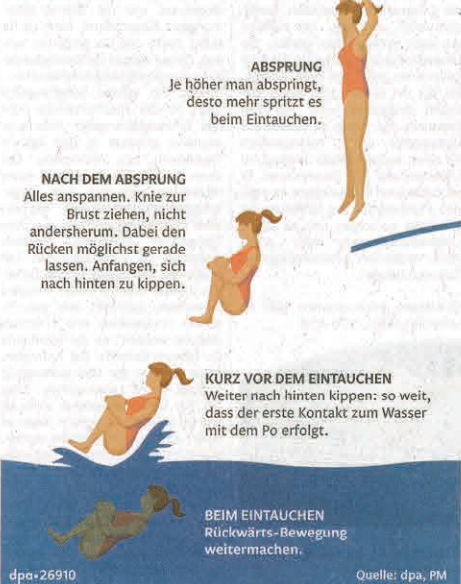 ABSPRUNG
Je höher man abspringt,
desto mehr spritzt es
beim Eintauchen.
NACH DEM ABSPRUNG
Alles anspannen. Knie zur
Brust ziehen, nicht
andersherum. Dabei den
Rücken möglichst gerade
lassen. Anfangen, sich
nach hinten zu kippen.
KURZ VOR DEM EINTAUCHEN
Weiter nach hinten kippen: so weit,
dass der erste Kontakt zum Wasser
mit dem Po erfolgt.
BEIM EINTAUCHEN
Rückwärts-Bewegung
weitermachen.
dpa•26910
Quelle: dpa, PM